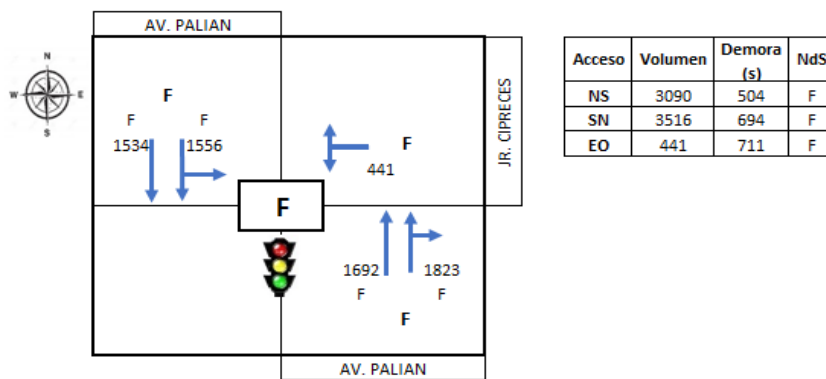 AV. PALIAN
N
W E
S
F
F F
1534 1556
F
441
JR. CIPRECES
F
1692 1823
F F
F
AV. PALIAN
Acceso Volumen Demora (s) NdS
NS 3090 504 F
SN 3516 694 F
EO 441 711 F